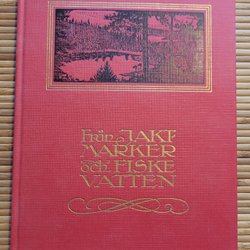 Från JAKT-
MARKER
och FISKE
VATTEN